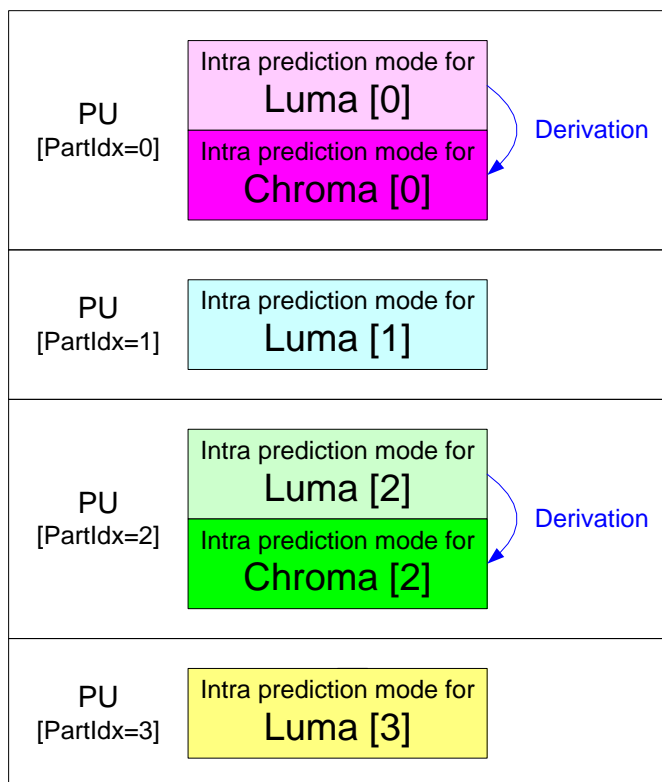 PU
[PartIdx=0]
Intra prediction mode for
Luma [0]
Intra prediction mode for
Chroma [0]
Derivation
PU
[PartIdx=1]
Intra prediction mode for
Luma [1]
PU
[PartIdx=2]
Intra prediction mode for
Luma [2]
Intra prediction mode for
Chroma [2]
Derivation
PU
[PartIdx=3]
Intra prediction mode for
Luma [3]